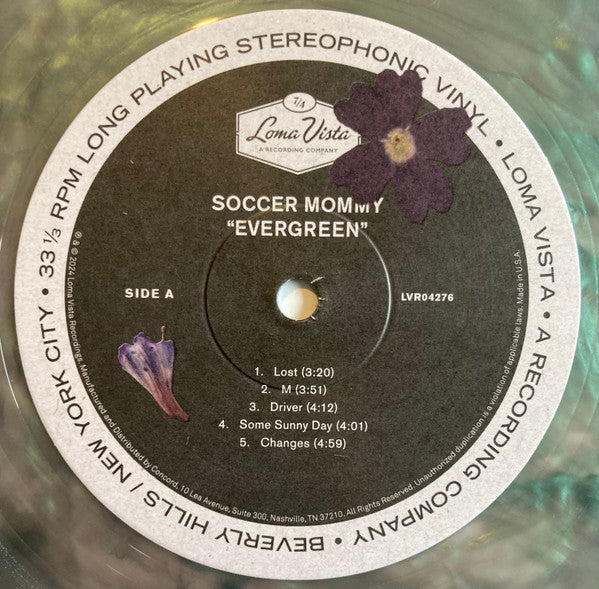 33 ⅓ RPM LONG PLAYING STEREOPHONIC VINYL • LOMA VISTA • A RECORDING COMPANY • BEVERLY HILLS / NEW YORK CITY •
7/4
Loma Vista
A RECORDING COMPANY
SOCCER MOMMY
“EVERGREEN”
SIDE A
LVR04276
1. Lost (3:20)
2. M (3:51)
3. Driver (4:12)
4. Some Sunny Day (4:01)
5. Changes (4:59)
℗ & © 2024 Loma Vista Recordings. Manufactured and Distributed by Concord, 10 Lea Avenue, Suite 300, Nashville, TN 37210. All Rights Reserved. Unauthorized duplication is a violation of applicable laws. Made in U.S.A.